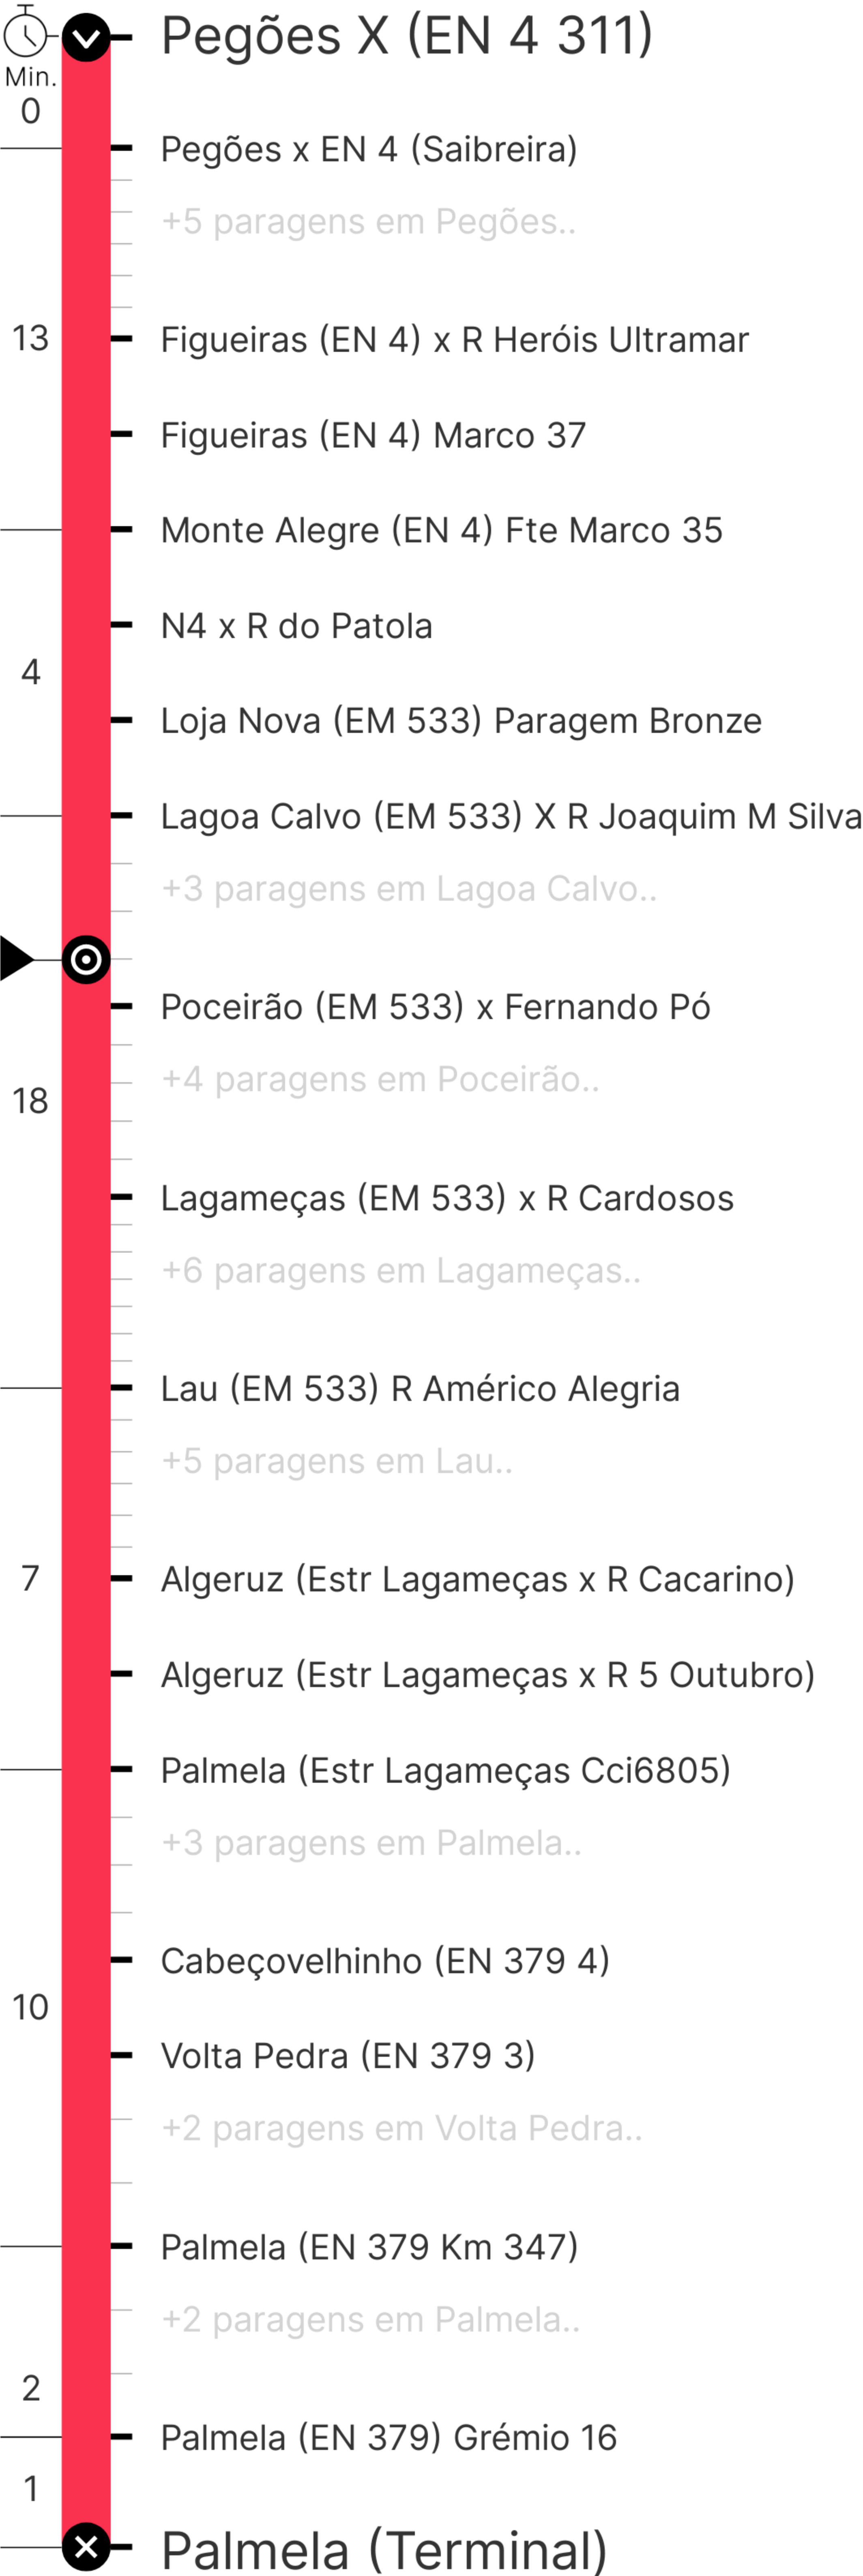 Pegões X (EN 4 311)
Min.
0
Pegões x EN 4 (Saibreira)
+5 paragens em Pegões..
13
Figueiras (EN 4) x R Heróis Ultramar
Figueiras (EN 4) Marco 37
Monte Alegre (EN 4) Fte Marco 35
N4 x R do Patola
4
Loja Nova (EM 533) Paragem Bronze
Lagoa Calvo (EM 533) X R Joaquim M Silva
+3 paragens em Lagoa Calvo..
Poceirão (EM 533) x Fernando Pó
+4 paragens em Poceirão..
18
Lagameças (EM 533) x R Cardosos
+6 paragens em Lagameças..
Lau (EM 533) R Américo Alegria
+5 paragens em Lau..
7
Algeruz (Estr Lagameças x R Cacarino)
Algeruz (Estr Lagameças x R 5 Outubro)
Palmela (Estr Lagameças Cci6805)
+3 paragens em Palmela..
Cabeçovelhinho (EN 379 4)
10
Volta Pedra (EN 379 3)
+2 paragens em Volta Pedra..
Palmela (EN 379 Km 347)
+2 paragens em Palmela..
2
Palmela (EN 379) Grémio 16
1
Palmela (Terminal)